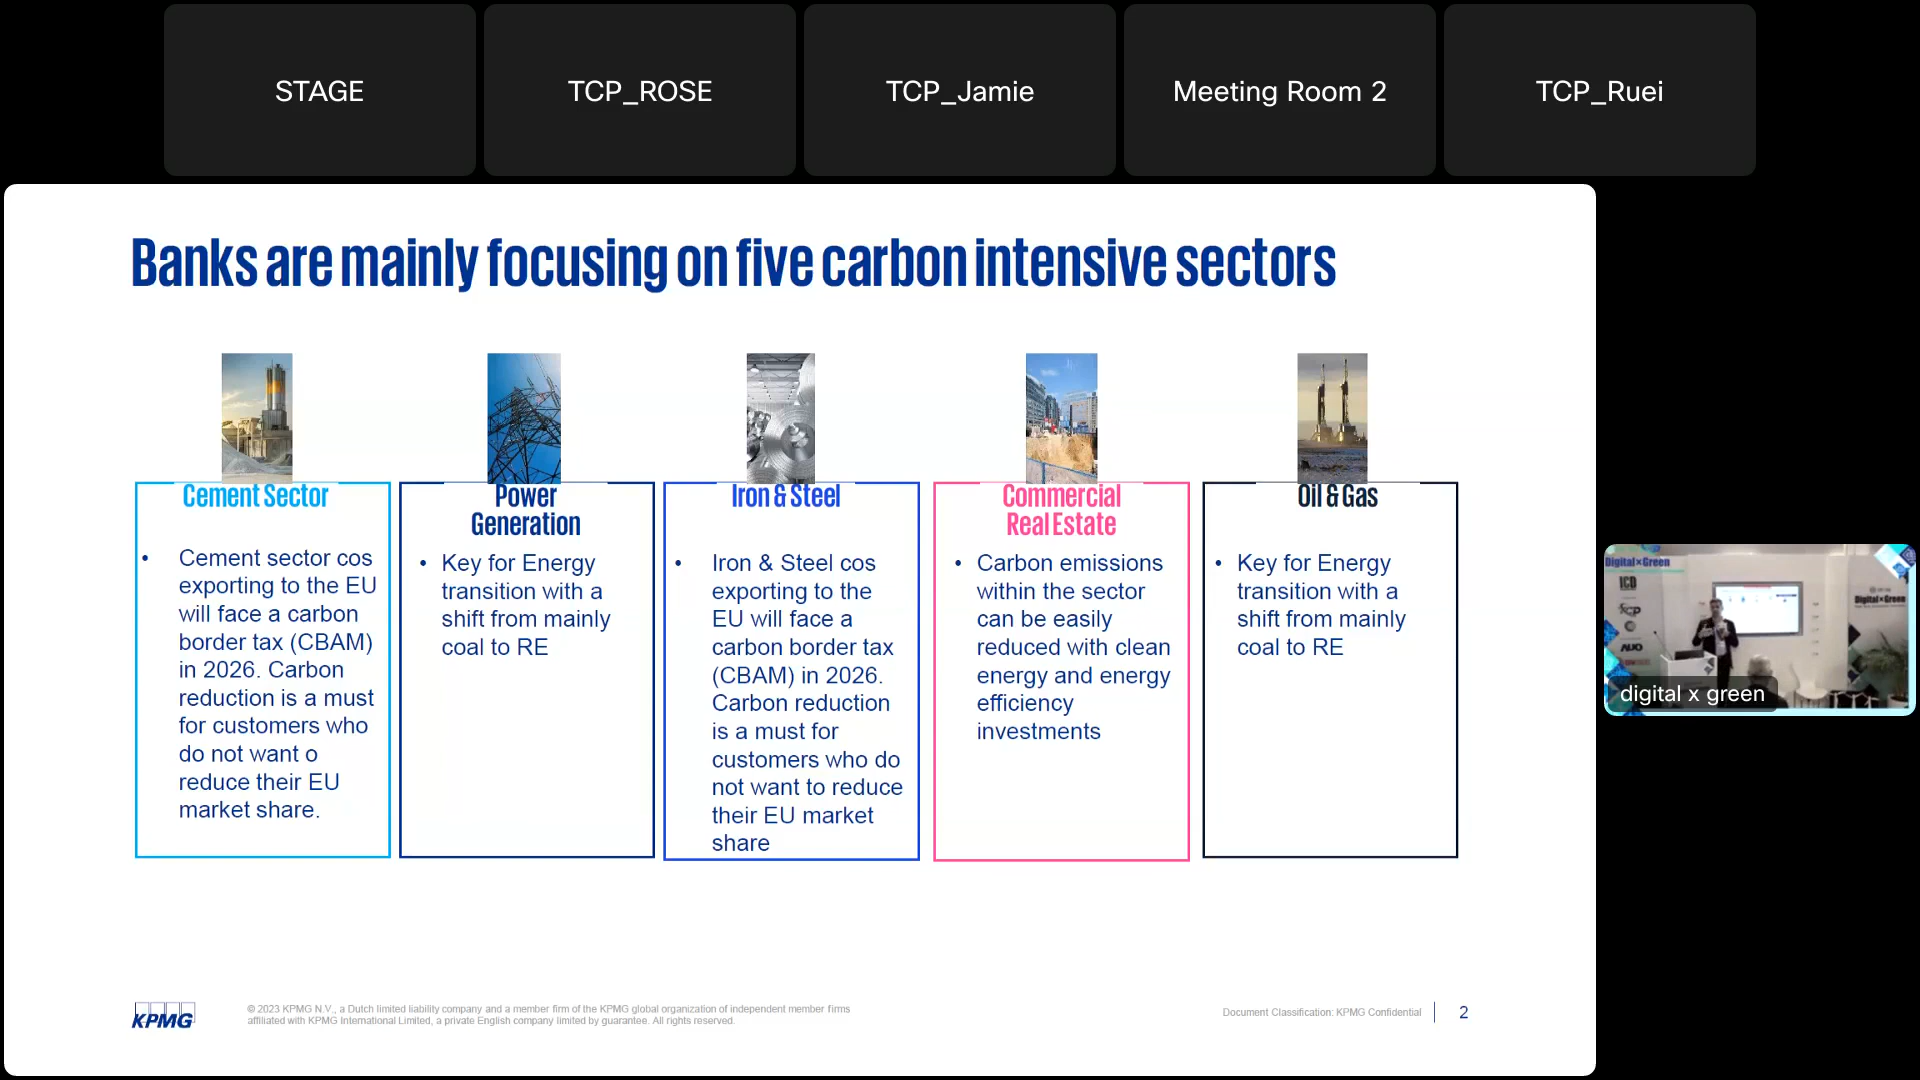 STAGE
TCP_ROSE
TCP_Jamie
Meeting Room 2
TCP_Ruei
Banks are mainly focusing on five carbon intensive sectors
Cement Sector
• Cement sector cos
exporting to the EU
will face a carbon
border tax (CBAM)
in 2026. Carbon
reduction is a must
for customers who
do not want o
reduce their EU
market share.
Power
Generation
• Key for Energy
transition with a
shift from mainly
coal to RE
Iron & Steel
• Iron & Steel cos
exporting to the
EU will face a
carbon border tax
(CBAM) in 2026.
Carbon reduction
is a must for
customers who do
not want to reduce
their EU market
share
Commercial
Real Estate
• Carbon emissions
within the sector
can be easily
reduced with clean
energy and energy
efficiency
investments
Oil & Gas
• Key for Energy
transition with a
shift from mainly
coal to RE
Digital×Green
ICD
TCP
AUO
Digital×Green
digital x green
KPMG
© 2023 KPMG N.V., a Dutch limited liability company and a member firm of the KPMG global organization of independent member firms
affiliated with KPMG International Limited, a private English company limited by guarantee. All rights reserved.
Document Classification: KPMG Confidential
2